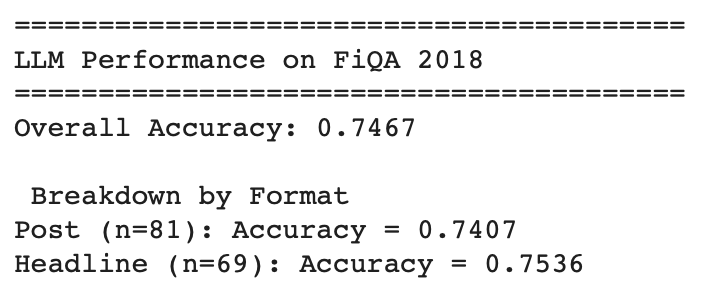 ========================================
LLM Performance on FiQA 2018
========================================
Overall Accuracy: 0.7467

 Breakdown by Format
Post (n=81): Accuracy = 0.7407
Headline (n=69): Accuracy = 0.7536